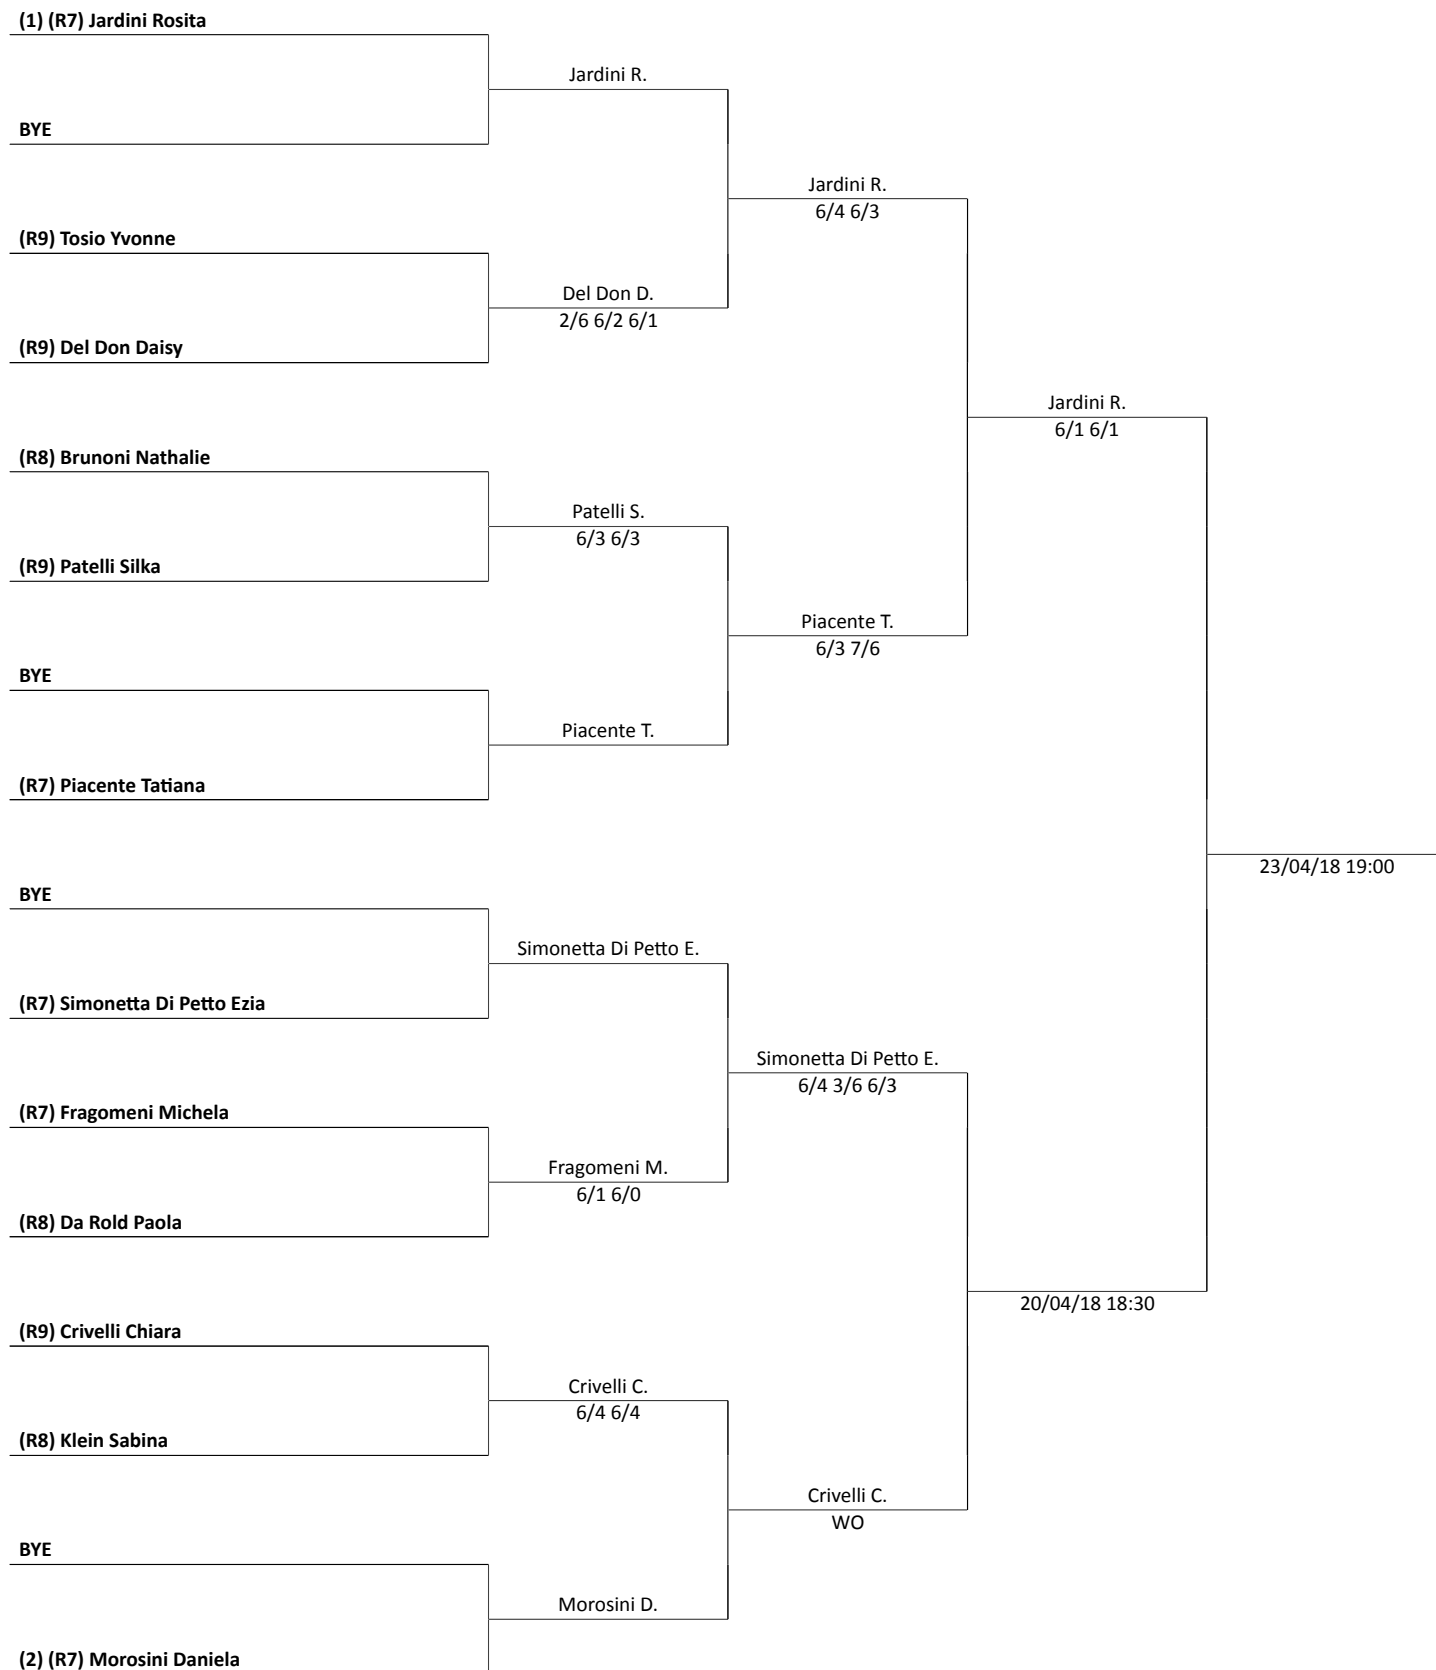 (1) (R7) Jardini Rosita
Jardini R.
BYE
Jardini R.
6/4 6/3
(R9) Tosio Yvonne
Del Don D.
2/6 6/2 6/1
(R9) Del Don Daisy
Jardini R.
6/1 6/1
(R8) Brunoni Nathalie
Patelli S.
6/3 6/3
(R9) Patelli Silka
Piacente T.
6/3 7/6
BYE
Piacente T.
(R7) Piacente Tatiana
23/04/18 19:00
BYE
Simonetta Di Petto E.
(R7) Simonetta Di Petto Ezia
Simonetta Di Petto E.
6/4 3/6 6/3
(R7) Fragomeni Michela
Fragomeni M.
6/1 6/0
(R8) Da Rold Paola
20/04/18 18:30
(R9) Crivelli Chiara
Crivelli C.
6/4 6/4
(R8) Klein Sabina
Crivelli C.
WO
BYE
Morosini D.
(2) (R7) Morosini Daniela